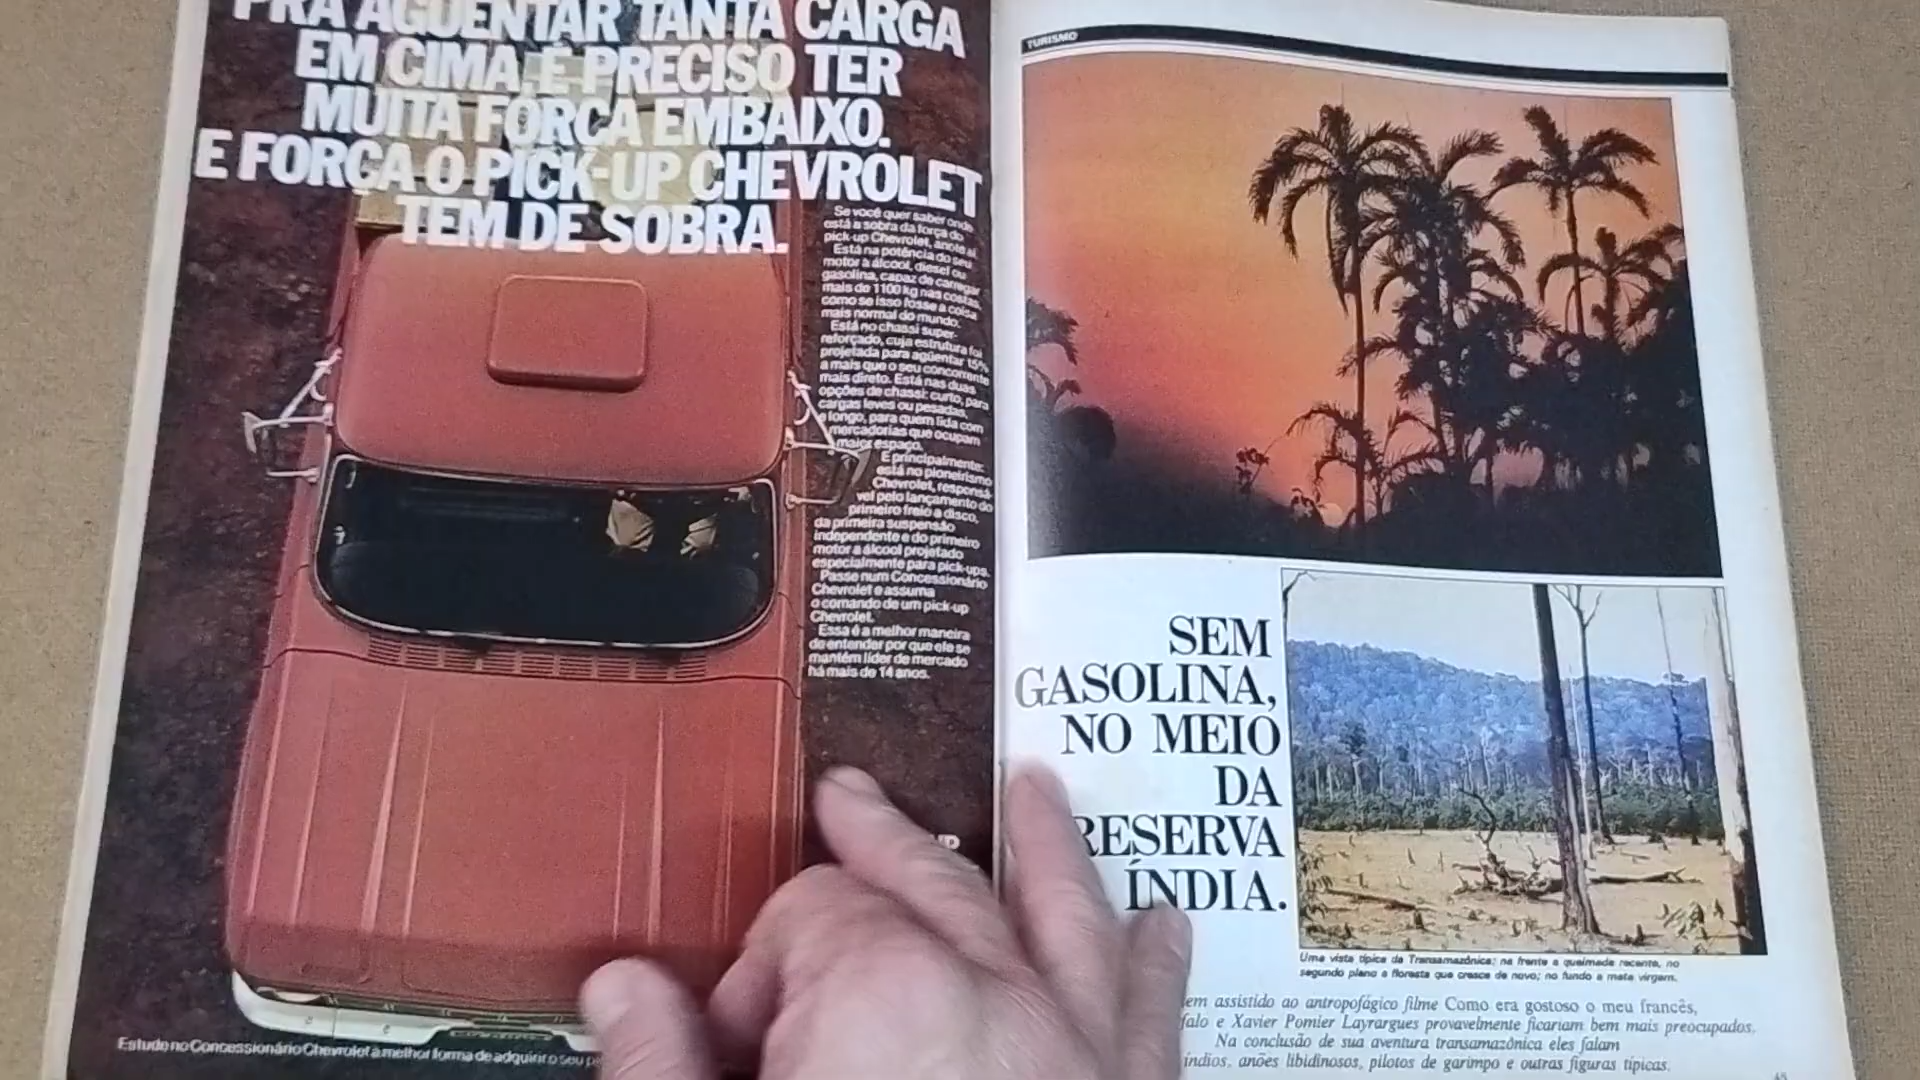 PRA AGÜENTAR TANTA CARGA
EM CIMA, É PRECISO TER
MUITA FORÇA EMBAIXO.
E FORÇA O PICK-UP CHEVROLET
TEM DE SOBRA.
Se você quer saber onde
está a sobra da força do
pick-up Chevrolet, anote aí.
Está na potência do seu
motor a álcool, diesel ou
gasolina, capaz de carregar
mais de 1100 kg nas costas,
como se isso fosse a coisa
mais normal do mundo.
Está no chassi super-
reforçado, cuja estrutura foi
projetada para agüentar 15%
a mais que o seu concorrente
mais direto. Está nas duas
opções de chassi: curto, para
cargas leves ou pesadas,
e longo, para quem lida com
mercadorias que ocupam
maior espaço.
E principalmente:
está no pioneirismo
Chevrolet, responsá-
vel pelo lançamento do
primeiro freio a disco,
da primeira suspensão
independente e do primeiro
motor a álcool projetado
especialmente para pick-ups.
Passe num Concessionário
Chevrolet e assuma
o comando de um pick-up
Chevrolet.
Essa é a melhor maneira
de entender por que ele se
mantém líder de mercado
há mais de 14 anos.
Estude no Concessionário Chevrolet a melhor forma de adquirir o seu
TURISMO
SEM
GASOLINA,
NO MEIO
DA
RESERVA
ÍNDIA.
Uma vista típica da Transamazônica: na frente a queimada recente, no
segundo plano a floresta que cresce de novo; no fundo a mata virgem.
em assistido ao antropofágico filme Como era gostoso o meu francês,
falo e Xavier Pomier Layrargues provavelmente ficariam bem mais preocupados.
Na conclusão de sua aventura transamazônica eles falam
índios, anões libidinosos, pilotos de garimpo e outras figuras típicas.